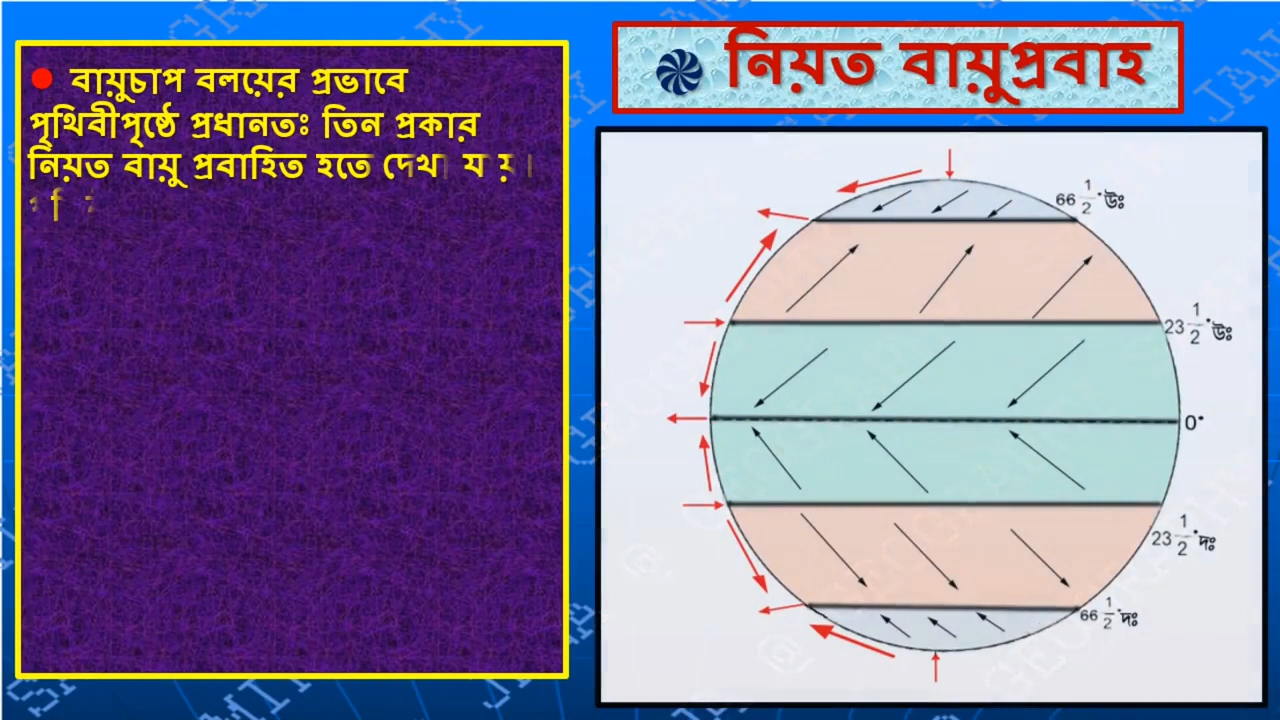 নিয়ত বায়ুপ্রবাহ
বায়ুচাপ বলয়ের প্রভাবে
পৃথিবীপৃষ্ঠে প্রধানতঃ তিন প্রকার
নিয়ত বায়ু প্রবাহিত হতে দেখা যায়।
66 1/2° উঃ
23 1/2° উঃ
0°
23 1/2° দঃ
66 1/2° দঃ